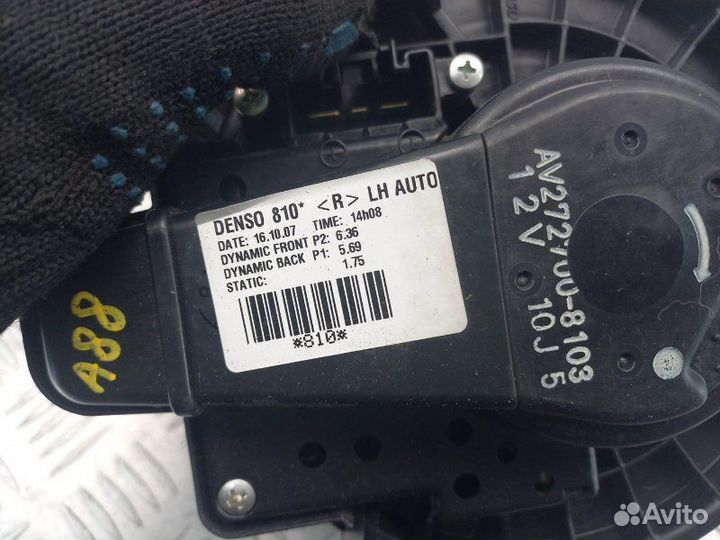 DENSO 810* <R> LH AUTO
DATE: 16.10.07 TIME: 14h08
DYNAMIC FRONT P2: 6.36
DYNAMIC BACK P1: 5.69
STATIC: 1.75
*810*
A88
AV272700-8103
12V 10J 5
Avito